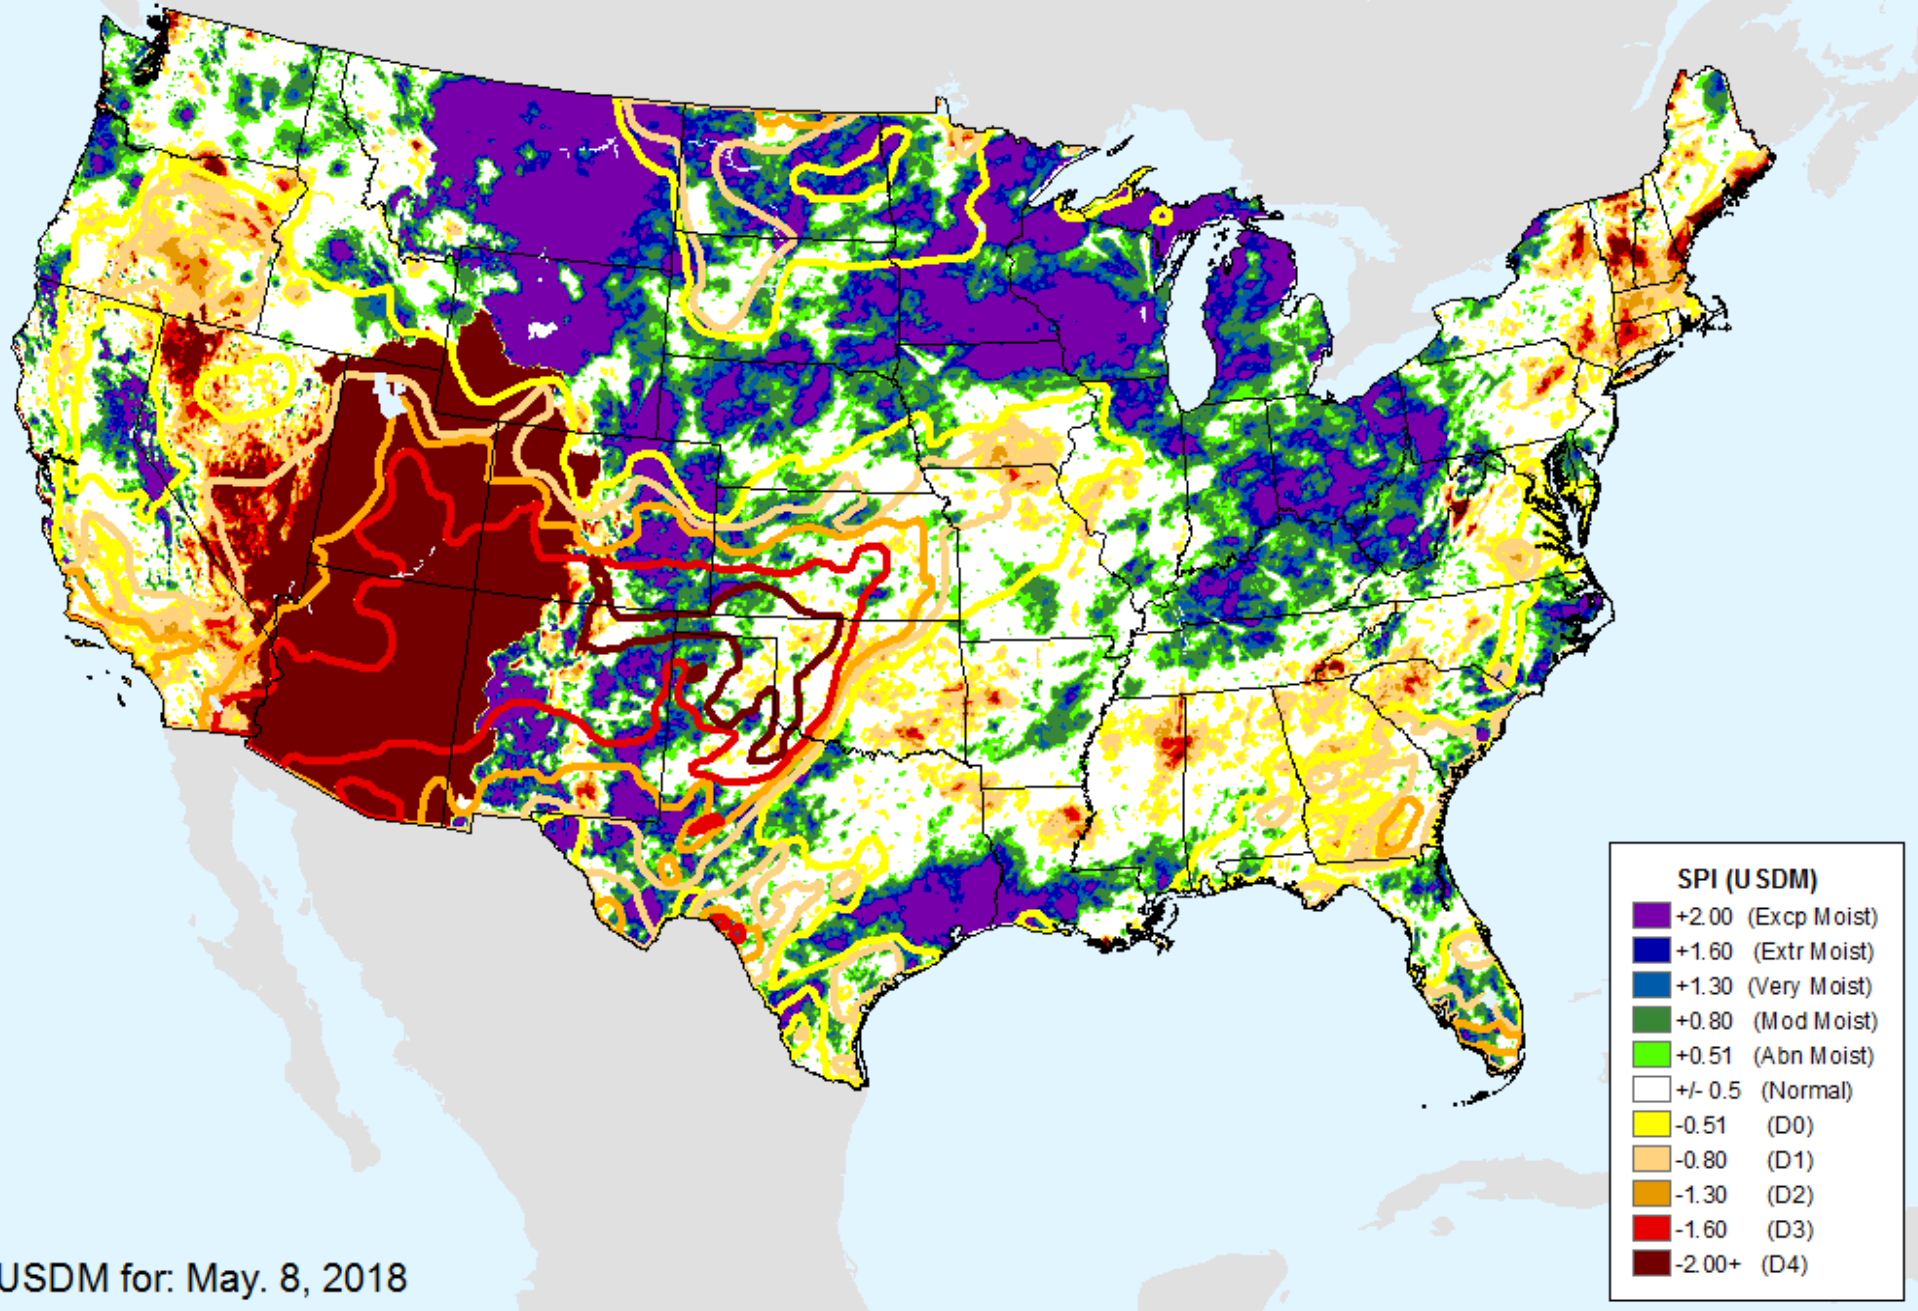 SPI (USDM)
+2.00 (Excp Moist)
+1.60 (Extr Moist)
+1.30 (Very Moist)
+0.80 (Mod Moist)
+0.51 (Abn Moist)
+/- 0.5 (Normal)
-0.51 (D0)
-0.80 (D1)
-1.30 (D2)
-1.60 (D3)
-2.00+ (D4)
USDM for: May. 8, 2018